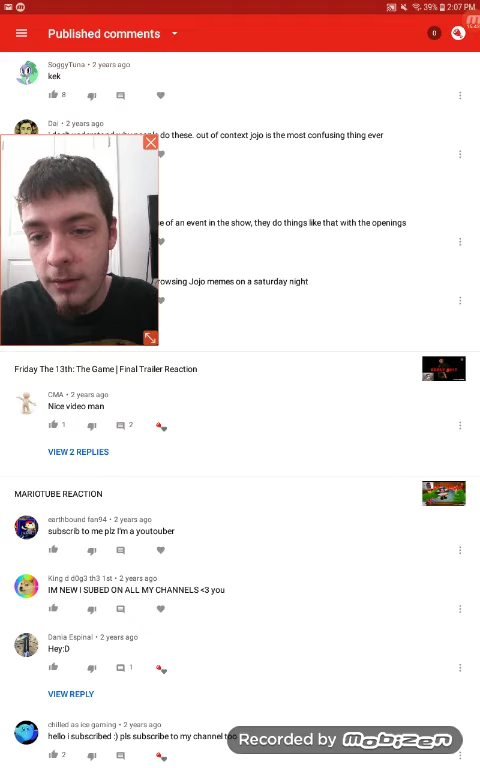 39% 2:07 PM
Published comments
0
SoggyTuna • 2 years ago
kek
8
Dai • 2 years ago
do these. out of context jojo is the most confusing thing ever
of an event in the show, they do things like that with the openings
rowsing Jojo memes on a saturday night
Friday The 13th: The Game | Final Trailer Reaction
CMA • 2 years ago
Nice video man
1 2
VIEW 2 REPLIES
MARIOTUBE REACTION
earthbound fan94 • 2 years ago
subscrib to me plz I'm a youtouber
King d d0g3 th3 1st • 2 years ago
IM NEW I SUBED ON ALL MY CHANNELS <3 you
Dania Espinal • 2 years ago
Hey:D
1
VIEW REPLY
chilled as ice gaming • 2 years ago
hello i subscribed :) pls subscribe to my channel too
2
Recorded by Mobizen